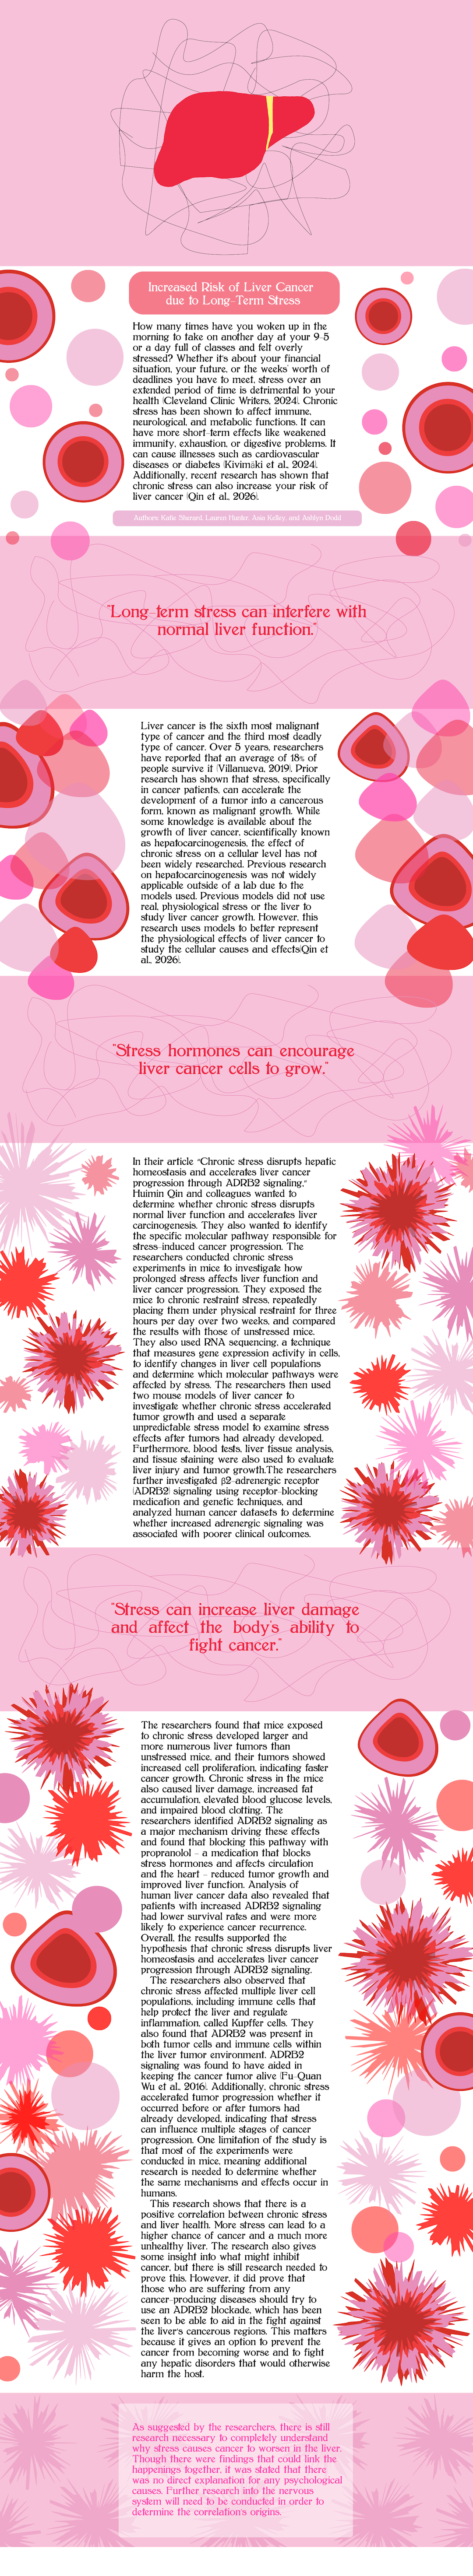 Increased Risk of Liver Cancer
due to Long-Term Stress
How many times have you woken up in the
morning to take on another day at your 9-5
or a day full of classes and felt overly
stressed? Whether it's about your financial
situation, your future, or the weeks' worth of
deadlines you have to meet, stress over an
extended period of time is detrimental to your
health (Cleveland Clinic Writers, 2024). Chronic
stress has been shown to affect immune,
neurological, and metabolic functions. It can
have more short-term effects like weakened
immunity, exhaustion, or digestive problems. It
can cause illnesses such as cardiovascular
diseases or diabetes (Kivimäki et al., 2024).
Additionally, recent research has shown that
chronic stress can also increase your risk of
liver cancer (Qin et al., 2026).
Authors: Katie Sherard, Lauren Hunter, Asia Kelley, and Ashlyn Dodd
"Long-term stress can interfere with
normal liver function."
Liver cancer is the sixth most malignant
type of cancer and the third most deadly
type of cancer. Over 5 years, researchers
have reported that an average of 18% of
people survive it (Villanueva, 2019). Prior
research has shown that stress, specifically
in cancer patients, can accelerate the
development of a tumor into a cancerous
form, known as malignant growth. While
some knowledge is available about the
growth of liver cancer, scientifically known
as hepatocarcinogenesis, the effect of
chronic stress on a cellular level has not
been widely researched. Previous research
on hepatocarcinogenesis was not widely
applicable outside of a lab due to the
models used. Previous models did not use
real, physiological stress or the liver to
study liver cancer growth. However, this
research uses models to better represent
the physiological effects of liver cancer to
study the cellular causes and effects(Qin et
al., 2026).
"Stress hormones can encourage
liver cancer cells to grow."
In their article "Chronic stress disrupts hepatic
homeostasis and accelerates liver cancer
progression through ADRB2 signaling,"
Huimin Qin and colleagues wanted to
determine whether chronic stress disrupts
normal liver function and accelerates liver
carcinogenesis. They also wanted to identify
the specific molecular pathway responsible for
stress-induced cancer progression. The
researchers conducted chronic stress
experiments in mice to investigate how
prolonged stress affects liver function and
liver cancer progression. They exposed the
mice to chronic restraint stress, repeatedly
placing them under physical restraint for three
hours per day over two weeks, and compared
the results with those of unstressed mice.
They also used RNA sequencing, a technique
that measures gene expression activity in cells,
to identify changes in liver cell populations
and determine which molecular pathways were
affected by stress. The researchers then used
two mouse models of liver cancer to
investigate whether chronic stress accelerated
tumor growth and used a separate
unpredictable stress model to examine stress
effects after tumors had already developed.
Furthermore, blood tests, liver tissue analysis,
and tissue staining were also used to evaluate
liver injury and tumor growth.The researchers
further investigated β2-adrenergic receptor
(ADRB2) signaling using receptor-blocking
medication and genetic techniques, and
analyzed human cancer datasets to determine
whether increased adrenergic signaling was
associated with poorer clinical outcomes.
"Stress can increase liver damage
and affect the body's ability to
fight cancer."
The researchers found that mice exposed
to chronic stress developed larger and
more numerous liver tumors than
unstressed mice, and their tumors showed
increased cell proliferation, indicating faster
cancer growth. Chronic stress in the mice
also caused liver damage, increased fat
accumulation, elevated blood glucose levels,
and impaired blood clotting. The
researchers identified ADRB2 signaling as
a major mechanism driving these effects
and found that blocking this pathway with
propranolol - a medication that blocks
stress hormones and affects circulation
and the heart - reduced tumor growth and
improved liver function. Analysis of
human liver cancer data also revealed that
patients with increased ADRB2 signaling
had lower survival rates and were more
likely to experience cancer recurrence.
Overall, the results supported the
hypothesis that chronic stress disrupts liver
homeostasis and accelerates liver cancer
progression through ADRB2 signaling.
The researchers also observed that
chronic stress affected multiple liver cell
populations, including immune cells that
help protect the liver and regulate
inflammation, called Kupffer cells. They
also found that ADRB2 was present in
both tumor cells and immune cells within
the liver tumor environment. ADRB2
signaling was found to have aided in
keeping the cancer tumor alive (Fu-Quan
Wu et al., 2016). Additionally, chronic stress
accelerated tumor progression whether it
occurred before or after tumors had
already developed, indicating that stress
can influence multiple stages of cancer
progression. One limitation of the study is
that most of the experiments were
conducted in mice, meaning additional
research is needed to determine whether
the same mechanisms and effects occur in
humans.
This research shows that there is a
positive correlation between chronic stress
and liver health. More stress can lead to a
higher chance of cancer and a much more
unhealthy liver. The research also gives
some insight into what might inhibit
cancer, but there is still research needed to
prove this. However, it did prove that
those who are suffering from any
cancer-producing diseases should try to
use an ADRB2 blockade, which has been
seen to be able to aid in the fight against
the liver's cancerous regions. This matters
because it gives an option to prevent the
cancer from becoming worse and to fight
any hepatic disorders that would otherwise
harm the host.
As suggested by the researchers, there is still
research necessary to completely understand
why stress causes cancer to worsen in the liver.
Though there were findings that could link the
happenings together, it was stated that there
was no direct explanation for any psychological
causes. Further research into the nervous
system will need to be conducted in order to
determine the correlation's origins.